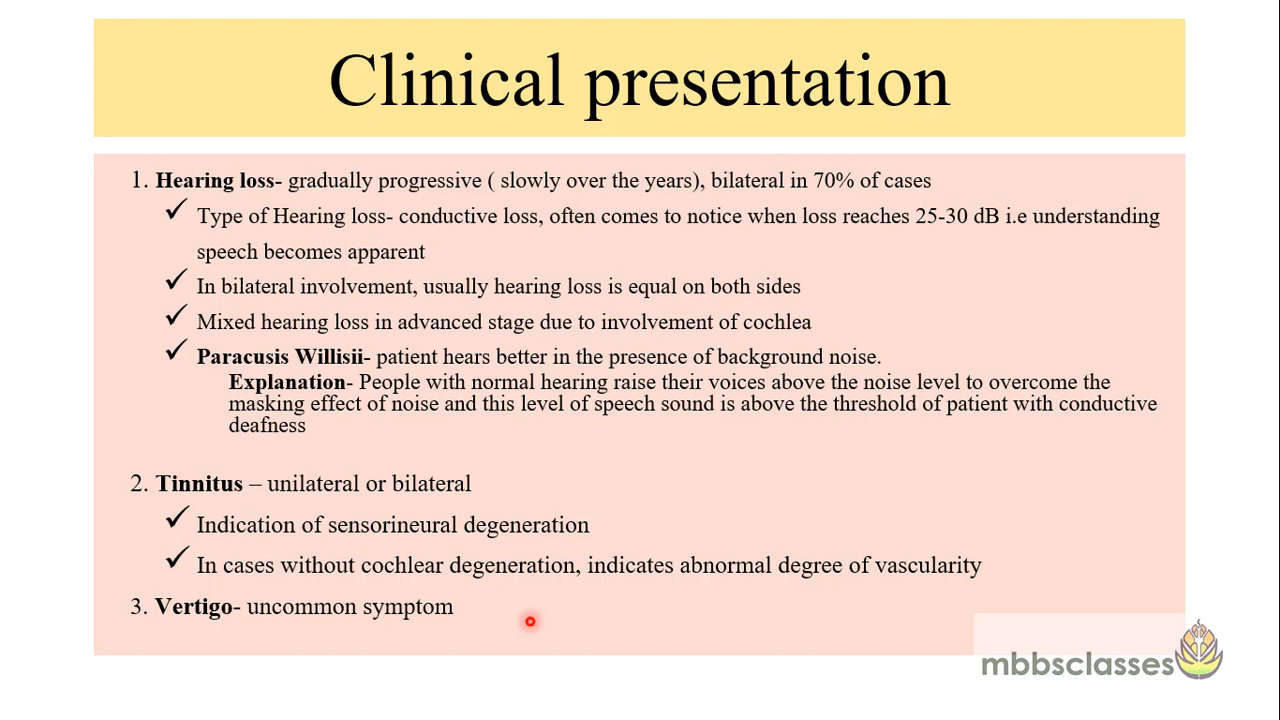 Clinical presentation
1. Hearing loss- gradually progressive ( slowly over the years), bilateral in 70% of cases
✓ Type of Hearing loss- conductive loss, often comes to notice when loss reaches 25-30 dB i.e understanding
speech becomes apparent
✓ In bilateral involvement, usually hearing loss is equal on both sides
✓ Mixed hearing loss in advanced stage due to involvement of cochlea
✓ Paracusis Willisii- patient hears better in the presence of background noise.
Explanation- People with normal hearing raise their voices above the noise level to overcome the
masking effect of noise and this level of speech sound is above the threshold of patient with conductive
deafness
2. Tinnitus – unilateral or bilateral
✓ Indication of sensorineural degeneration
✓ In cases without cochlear degeneration, indicates abnormal degree of vascularity
3. Vertigo- uncommon symptom
mbbsclasses